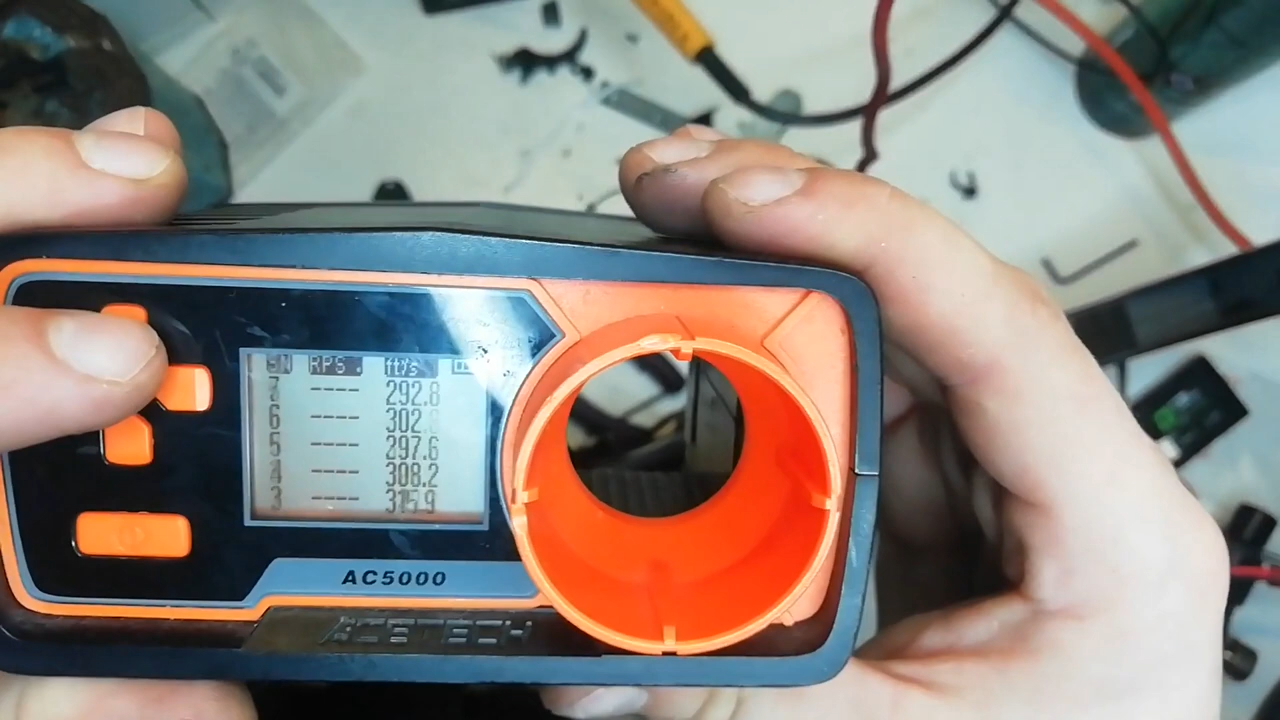 SN RPS. ft/s
7 ---- 292.8
6 ---- 302.8
5 ---- 297.6
4 ---- 308.2
3 ---- 315.9
AC5000
ACETECH